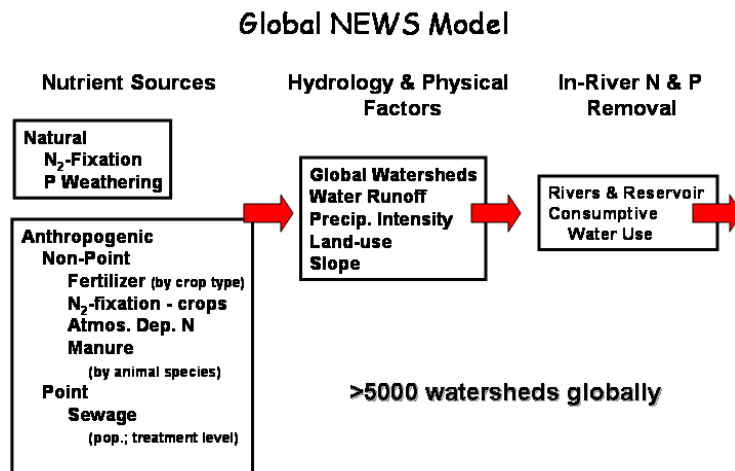 Global NEWS Model
Nutrient Sources
Natural
N₂-Fixation
P Weathering
Anthropogenic
Non-Point
Fertilizer (by crop type)
N₂-fixation - crops
Atmos. Dep. N
Manure
(by animal species)
Point
Sewage
(pop.; treatment level)
Hydrology & Physical
Factors
Global Watersheds
Water Runoff
Precip. Intensity
Land-use
Slope
In-River N & P
Removal
Rivers & Reservoir
Consumptive
Water Use
>5000 watersheds globally